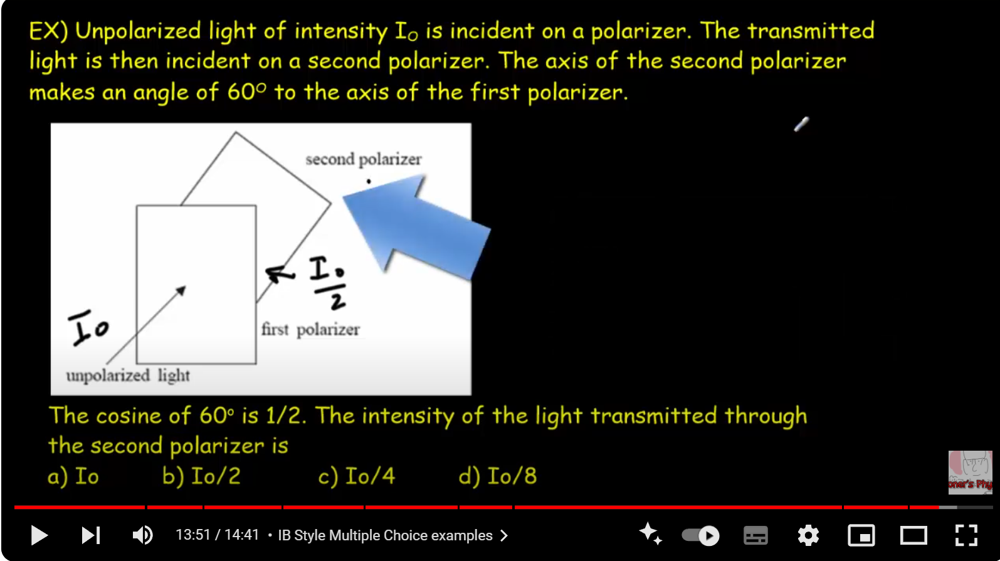 EX) Unpolarized light of intensity Io is incident on a polarizer. The transmitted
light is then incident on a second polarizer. The axis of the second polarizer
makes an angle of 60° to the axis of the first polarizer.
second polarizer
I₀/2
I₀
first polarizer
unpolarized light
The cosine of 60° is 1/2. The intensity of the light transmitted through
the second polarizer is
a) Io b) Io/2 c) Io/4 d) Io/8
oner's Phy
13:51 / 14:41 • IB Style Multiple Choice examples